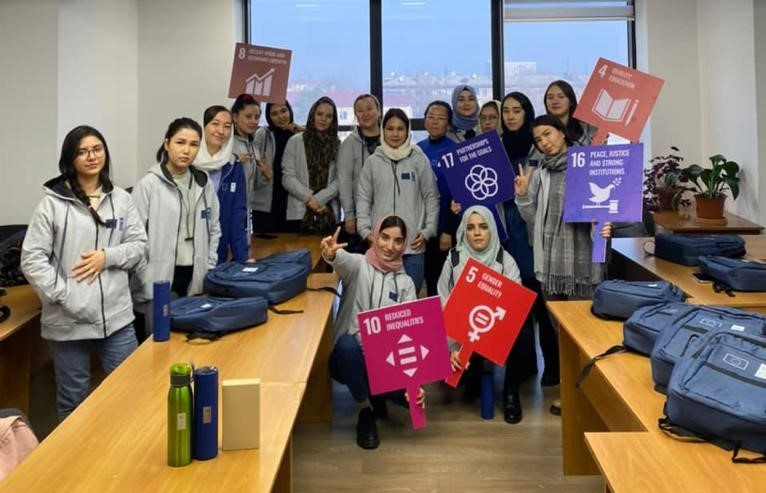 8 DECENT WORK AND
ECONOMIC GROWTH
4 QUALITY
EDUCATION
17 PARTNERSHIPS
FOR THE GOALS
16 PEACE, JUSTICE
AND STRONG
INSTITUTIONS
5 GENDER
EQUALITY
10 REDUCED
INEQUALITIES